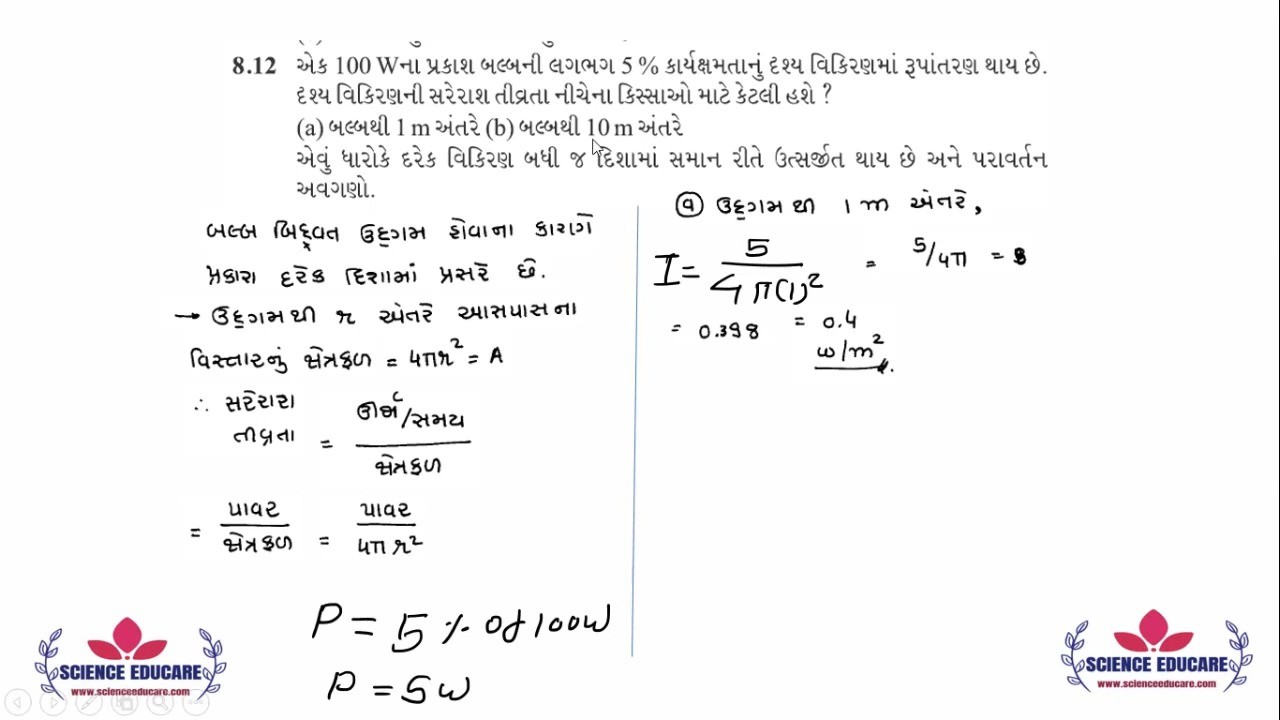 8.12 એક 100 Wના પ્રકાશ બલ્બની લગભગ 5 % કાર્યક્ષમતાનું દૃશ્ય વિકિરણમાં રૂપાંતરણ થાય છે.
દૃશ્ય વિકિરણની સરેરાશ તીવ્રતા નીચેના કિસ્સાઓ માટે કેટલી હશે ?
(a) બલ્બથી 1 m અંતરે (b) બલ્બથી 10 m અંતરે
એવું ધારોકે દરેક વિકિરણ બધી જ દિશામાં સમાન રીતે ઉત્સર્જીત થાય છે અને પરાવર્તન
અવગણો.
બલ્બ બિંદુવત ઉદ્દગમ હોવાના કારણે
પ્રકાશ દરેક દિશામાં પ્રસરે છે.
→ ઉદ્દગમથી r અંતરે આસપાસના
વિસ્તારનું ક્ષેત્રફળ = 4πr² = A
∴ સરેરાશ તીવ્રતા = ઊર્જા/સમય / ક્ષેત્રફળ
= પાવર / ક્ષેત્રફળ = પાવર / 4πr²
P = 5 % of 100W
P = 5W
ⓐ ઉદ્દગમથી 1 m અંતરે,
I = 5 / 4π(1)² = 5/4π =
= 0.398 = 0.4
W/m².
SCIENCE EDUCARE
www.scienceeducare.com
SCIENCE EDUCARE
www.scienceeducare.com